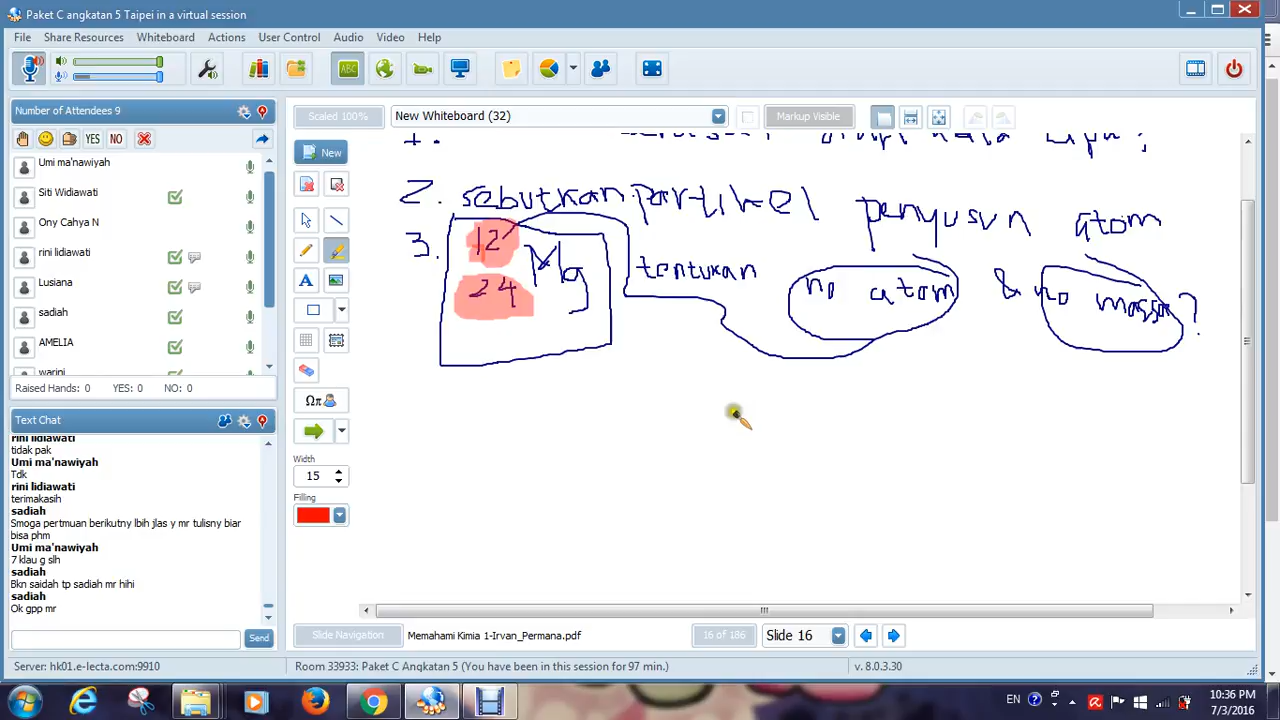 Paket C angkatan 5 Taipei in a virtual session
File Share Resources Whiteboard Actions User Control Audio Video Help
ABC
Number of Attendees 9
YES NO
Umi ma'nawiyah
Siti Widiawati
Ony Cahya N
rini lidiawati
Lusiana
sadiah
AMELIA
warini
Raised Hands: 0 YES: 0 NO: 0
Text Chat
rini lidiawati
tidak pak
Umi ma'nawiyah
Tdk
rini lidiawati
terimakasih
sadiah
Smoga pertmuan berikutny lbih jlas y mr tulisny biar
bisa phm
Umi ma'nawiyah
7 klau g slh
sadiah
Bkn saidah tp sadiah mr hihi
sadiah
Ok gpp mr
Send
Scaled 100% New Whiteboard (32) Markup Visible
New
Ωπ
Width
15
Filling
1.
2. sebutkan partikel penyusun atom
3. 12 24 Mg tentukan no atom & no massa?
Slide Navigation Memahami Kimia 1-Irvan_Permana.pdf 16 of 186 Slide 16
Server: hk01.e-lecta.com:9910 Room 33933: Paket C Angkatan 5 (You have been in this session for 97 min.) v. 8.0.3.30
EN 10:36 PM
7/3/2016